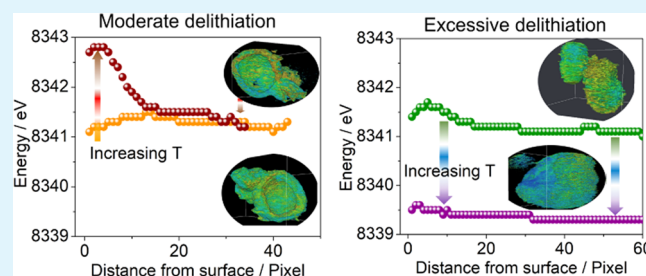 Moderate delithiation
8343
8342
8341
8340
8339
Energy / eV
Increasing T
0
20
40
Distance from surface / Pixel
Excessive delithiation
8343
8342
8341
8340
8339
Energy / eV
Increasing T
0
20
40
60
Distance from surface / Pixel